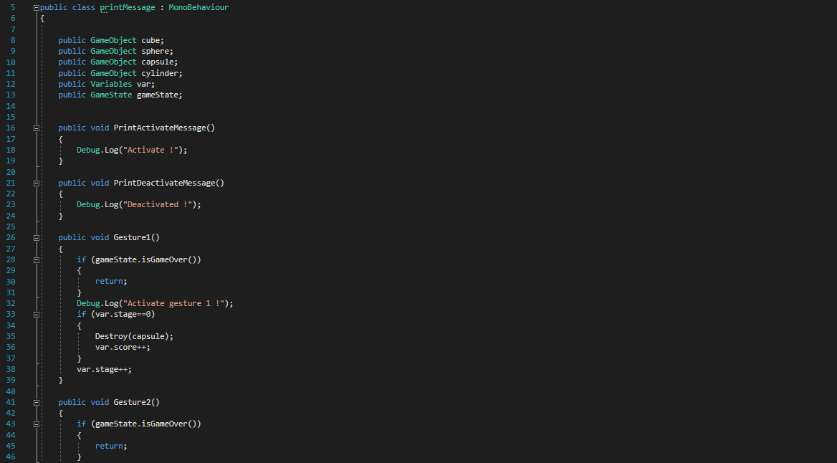 5 public class printMessage : MonoBehaviour
6 {
7
8 public GameObject cube;
9 public GameObject sphere;
10 public GameObject capsule;
11 public GameObject cylinder;
12 public Variables var;
13 public GameState gameState;
14
15
16 public void PrintActivateMessage()
17 {
18 Debug.Log("Activate !");
19 }
20
21 public void PrintDeactivateMessage()
22 {
23 Debug.Log("Deactivated !");
24 }
25
26 public void Gesture1()
27 {
28 if (gameState.isGameOver())
29 {
30 return;
31 }
32 Debug.Log("Activate gesture 1 !");
33 if (var.stage==0)
34 {
35 Destroy(capsule);
36 var.score++;
37 }
38 var.stage++;
39 }
40
41 public void Gesture2()
42 {
43 if (gameState.isGameOver())
44 {
45 return;
46 }